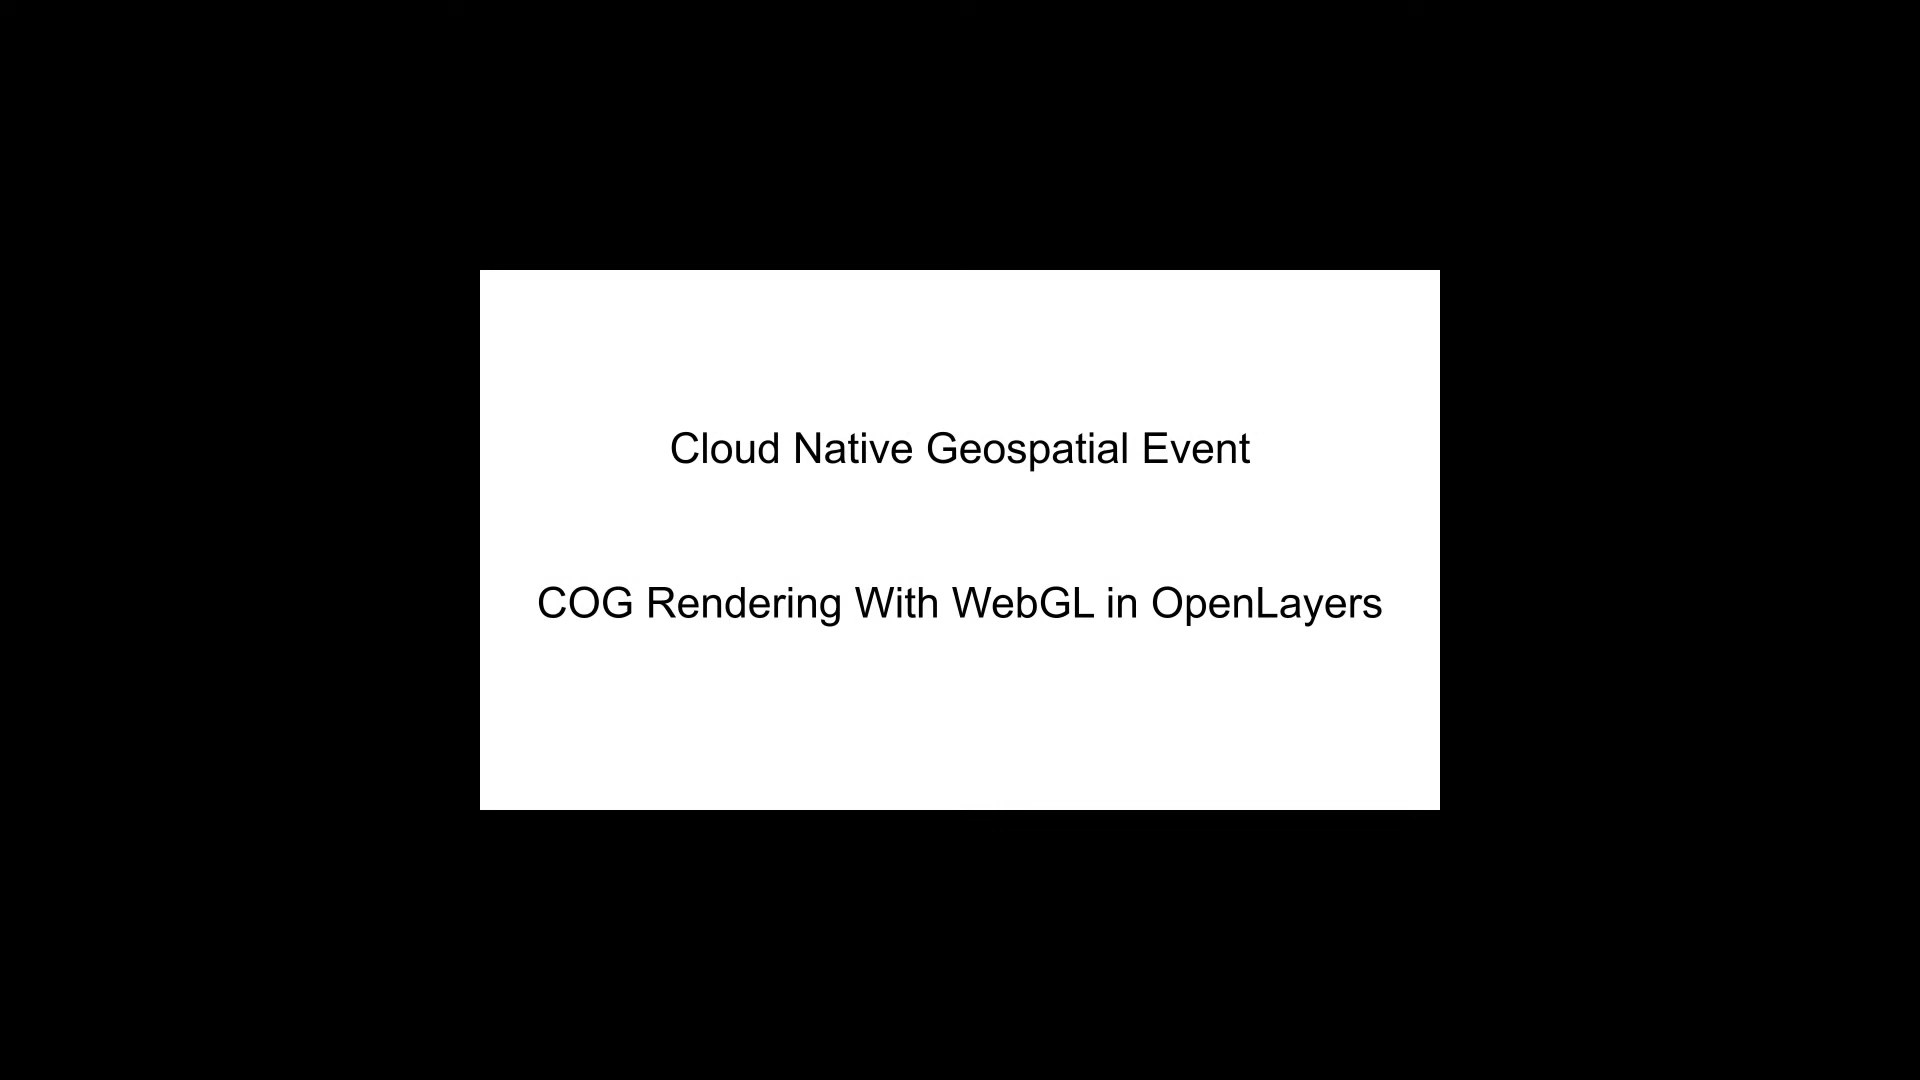 Cloud Native Geospatial Event
COG Rendering With WebGL in OpenLayers